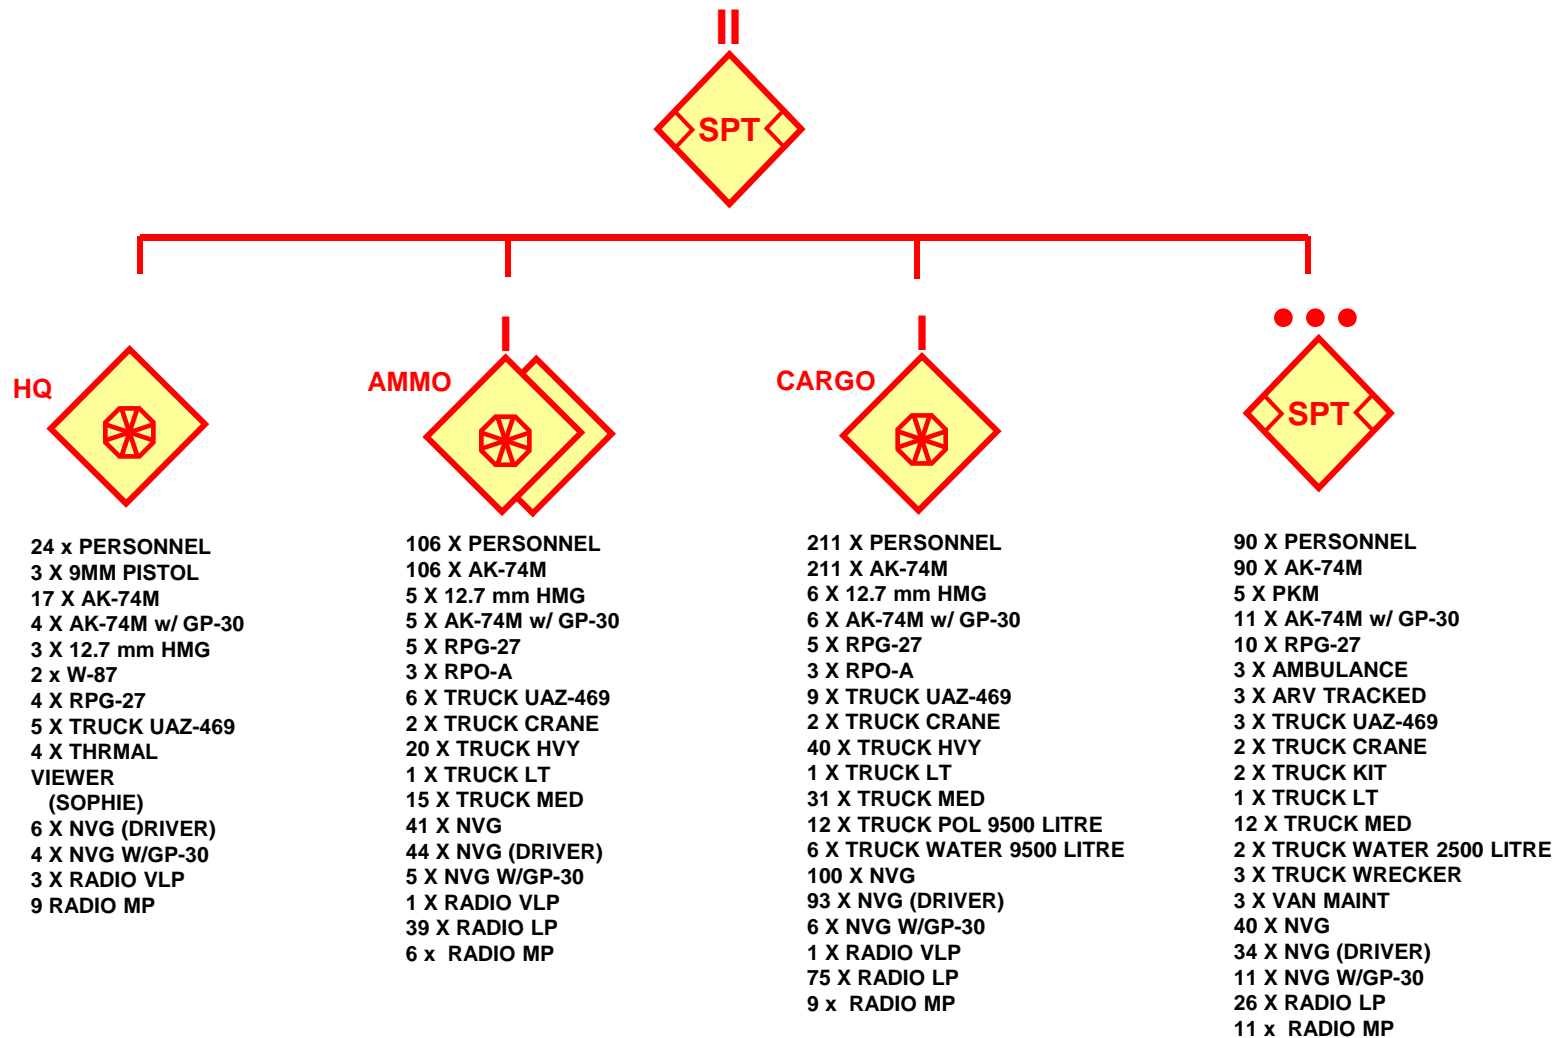 SPT
HQ
AMMO
CARGO
SPT
24 x PERSONNEL
3 X 9MM PISTOL
17 X AK-74M
4 X AK-74M w/ GP-30
3 X 12.7 mm HMG
2 x W-87
4 X RPG-27
5 X TRUCK UAZ-469
4 X THRMAL
VIEWER
(SOPHIE)
6 X NVG (DRIVER)
4 X NVG W/GP-30
3 X RADIO VLP
9 RADIO MP
106 X PERSONNEL
106 X AK-74M
5 X 12.7 mm HMG
5 X AK-74M w/ GP-30
5 X RPG-27
3 X RPO-A
6 X TRUCK UAZ-469
2 X TRUCK CRANE
20 X TRUCK HVY
1 X TRUCK LT
15 X TRUCK MED
41 X NVG
44 X NVG (DRIVER)
5 X NVG W/GP-30
1 X RADIO VLP
39 X RADIO LP
6 x  RADIO MP
211 X PERSONNEL
211 X AK-74M
6 X 12.7 mm HMG
6 X AK-74M w/ GP-30
5 X RPG-27
3 X RPO-A
9 X TRUCK UAZ-469
2 X TRUCK CRANE
40 X TRUCK HVY
1 X TRUCK LT
31 X TRUCK MED
12 X TRUCK POL 9500 LITRE
6 X TRUCK WATER 9500 LITRE
100 X NVG
93 X NVG (DRIVER)
6 X NVG W/GP-30
1 X RADIO VLP
75 X RADIO LP
9 x  RADIO MP
90 X PERSONNEL
90 X AK-74M
5 X PKM
11 X AK-74M w/ GP-30
10 X RPG-27
3 X AMBULANCE
3 X ARV TRACKED
3 X TRUCK UAZ-469
2 X TRUCK CRANE
2 X TRUCK KIT
1 X TRUCK LT
12 X TRUCK MED
2 X TRUCK WATER 2500 LITRE
3 X TRUCK WRECKER
3 X VAN MAINT
40 X NVG
34 X NVG (DRIVER)
11 X NVG W/GP-30
26 X RADIO LP
11 x  RADIO MP